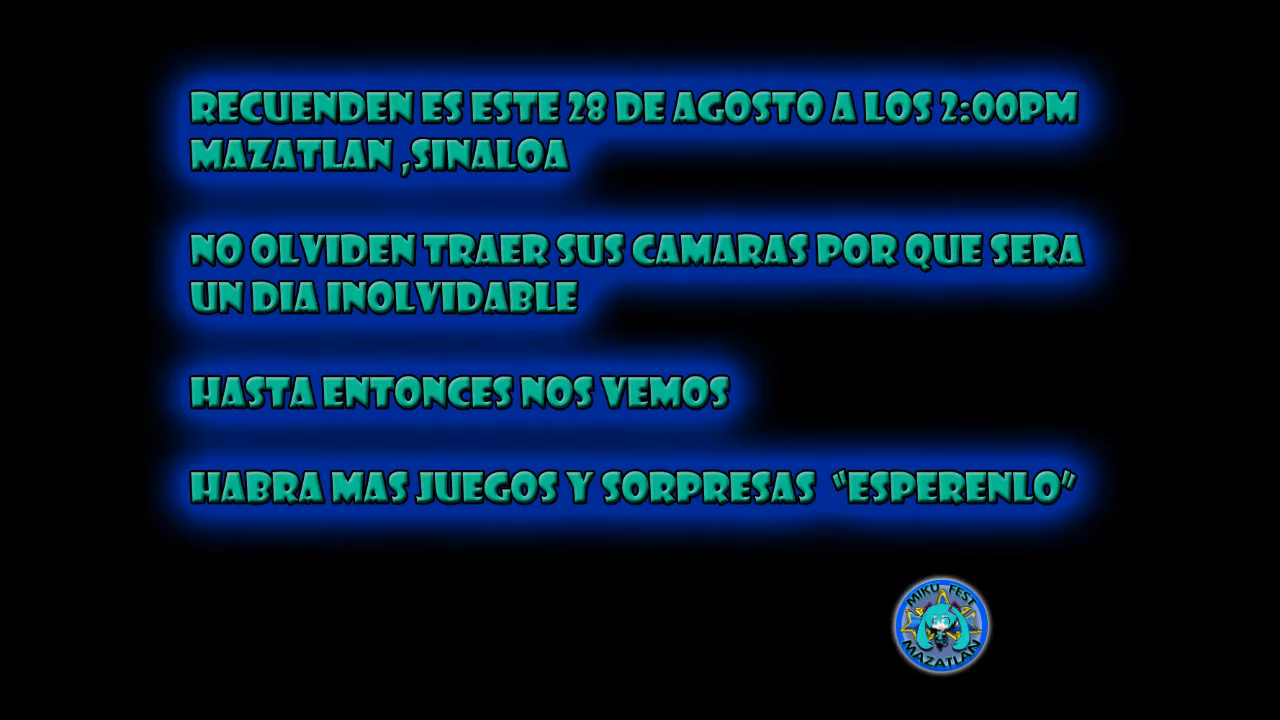 RECUENDEN ES ESTE 28 DE AGOSTO A LOS 2:00PM
MAZATLAN ,SINALOA
NO OLVIDEN TRAER SUS CAMARAS POR QUE SERA
UN DIA INOLVIDABLE
HASTA ENTONCES NOS VEMOS
HABRA MAS JUEGOS Y SORPRESAS "ESPERENLO"
MIKU FEST
MAZATLAN